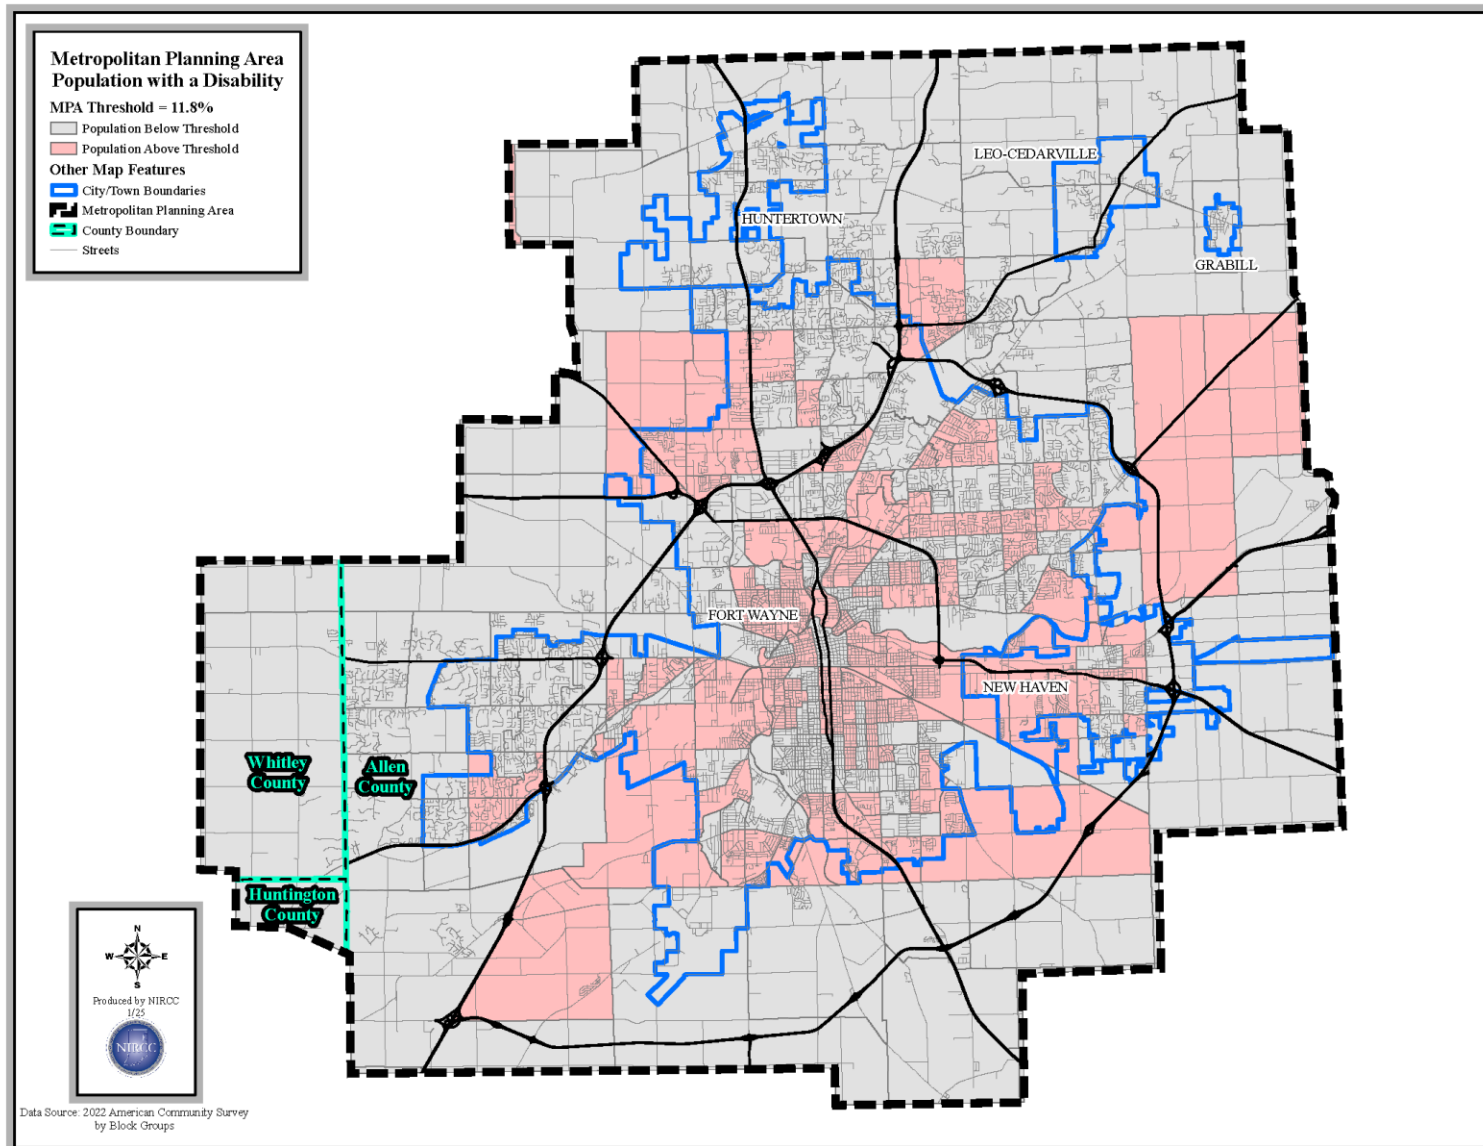 Metropolitan Planning Area
Population with a Disability
MPA Threshold = 11.8%
Population Below Threshold
Population Above Threshold
Other Map Features
City/Town Boundaries
Metropolitan Planning Area
County Boundary
Streets
LEO-CEDARVILLE
HUNTERTOWN
GRABILL
FORT WAYNE
NEW HAVEN
Whitley
County
Allen
County
Huntington
County
N
W
E
S
Produced by NIRCC
1/25
NIRCC
Data Source: 2022 American Community Survey
by Block Groups